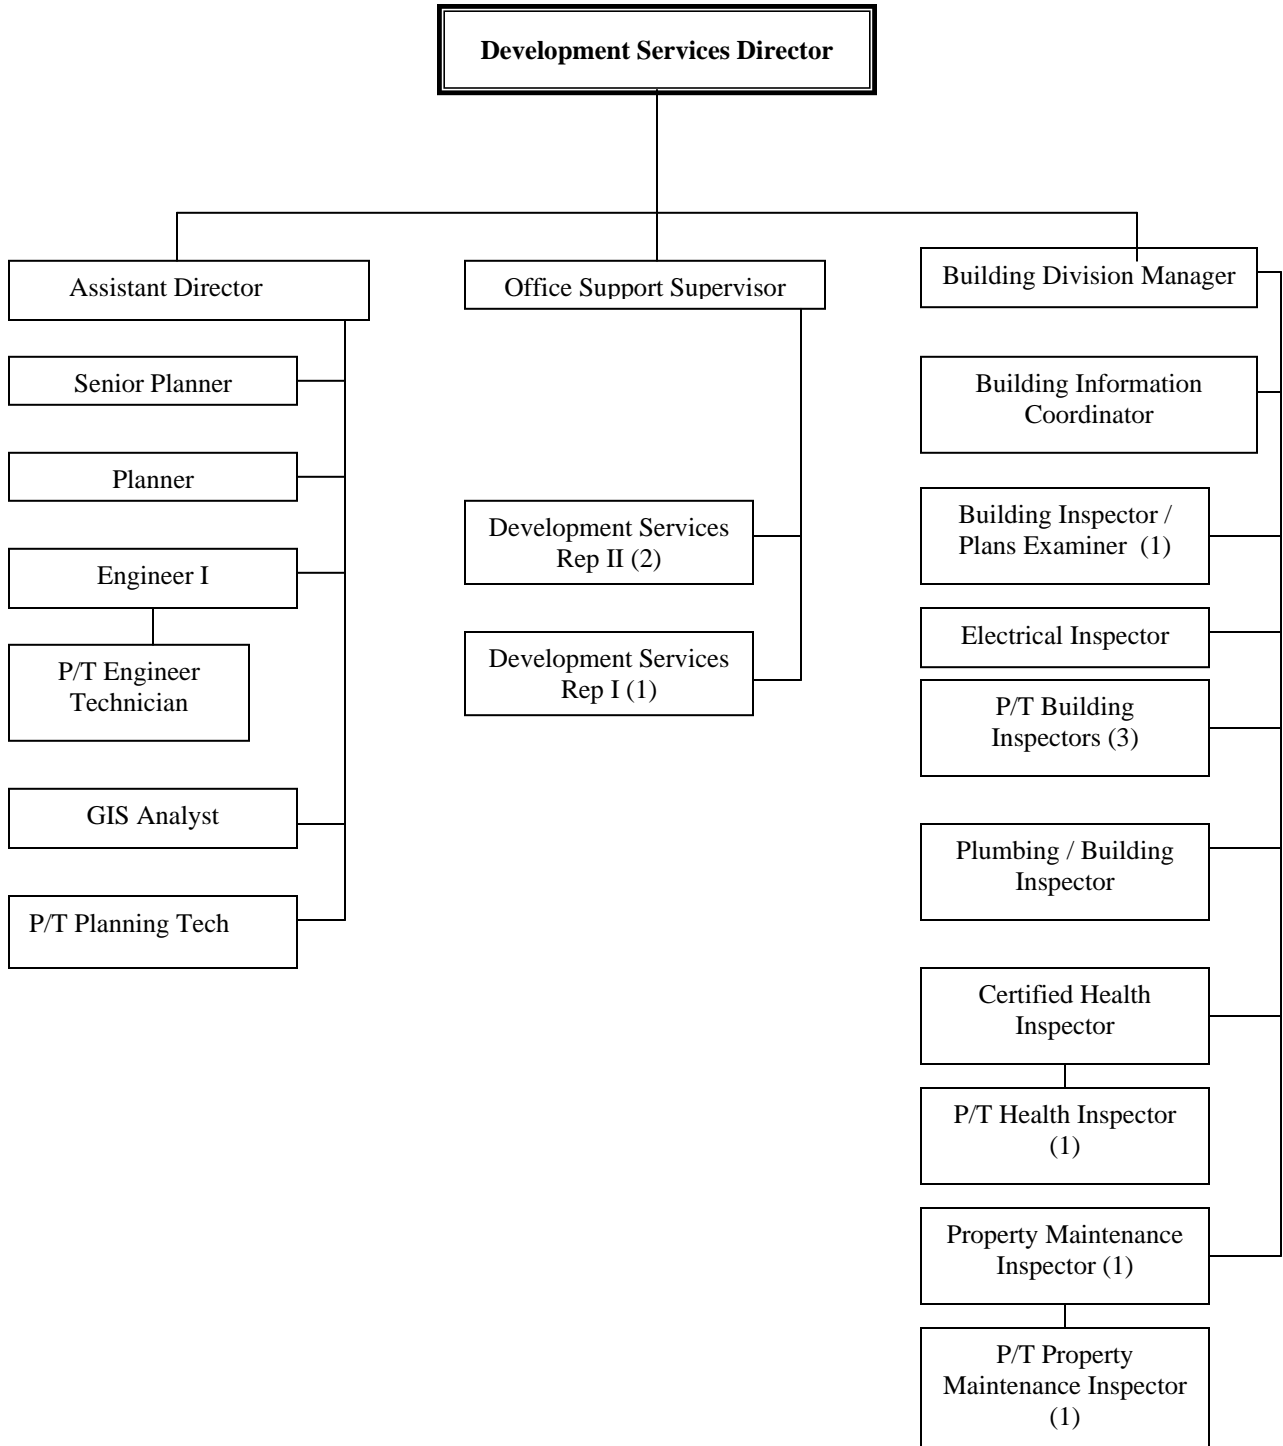 Development Services Director
Assistant Director
Senior Planner
Planner
Engineer I
P/T Engineer
Technician
GIS Analyst
P/T Planning Tech
Office Support Supervisor
Development Services
Rep II (2)
Development Services
Rep I (1)
Building Division Manager
Building Information
Coordinator
Building Inspector /
Plans Examiner (1)
Electrical Inspector
P/T Building
Inspectors (3)
Plumbing / Building
Inspector
Certified Health
Inspector
P/T Health Inspector
(1)
Property Maintenance
Inspector (1)
P/T Property
Maintenance Inspector
(1)